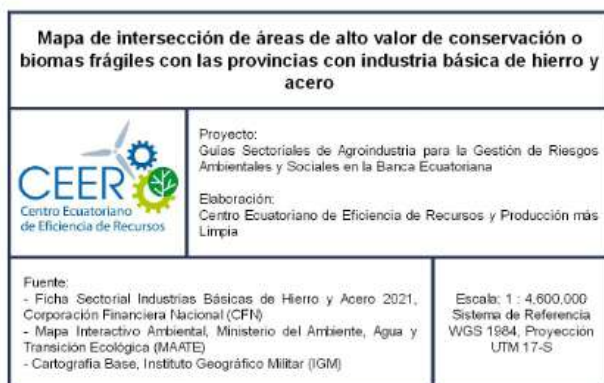 Mapa de intersección de áreas de alto valor de conservación o
biomas frágiles con las provincias con industria básica de hierro y
acero
CEER
Centro Ecuatoriano
de Eficiencia de Recursos
Proyecto:
Guías Sectoriales de Agroindustria para la Gestión de Riesgos
Ambientales y Sociales en la Banca Ecuatoriana
Elaboración:
Centro Ecuatoriano de Eficiencia de Recursos y Producción más
Limpia
Fuente:
- Ficha Sectorial Industrias Básicas de Hierro y Acero 2021,
Corporación Financiera Nacional (CFN)
- Mapa Interactivo Ambiental, Ministerio del Ambiente, Agua y
Transición Ecológica (MAATE)
- Cartografía Base, Instituto Geográfico Militar (IGM)
Escala: 1 : 4,600,000
Sistema de Referencia
WGS 1984, Proyección
UTM 17-S